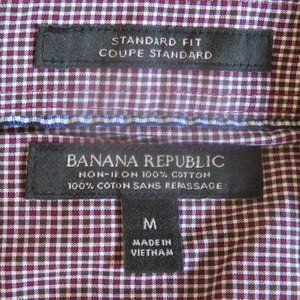 STANDARD FIT
COUPE STANDARD
BANANA REPUBLIC
NON-IRON 100% COTTON
100% COTON SANS REPASSAGE
M
MADE IN
VIETNAM